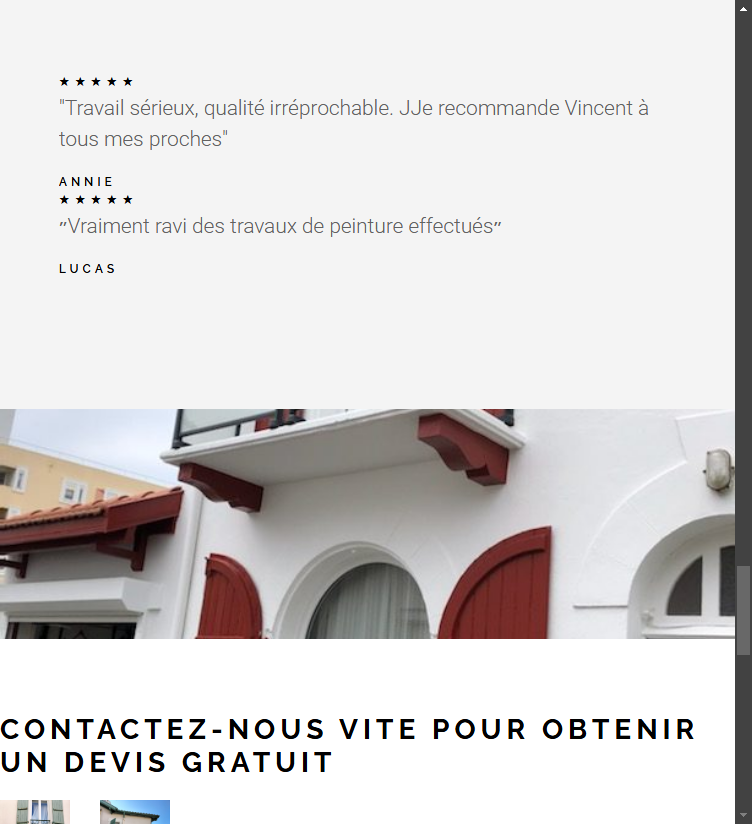 ★ ★ ★ ★ ★
"Travail sérieux, qualité irréprochable. JJe recommande Vincent à
tous mes proches"
ANNIE
★ ★ ★ ★ ★
"Vraiment ravi des travaux de peinture effectués"
LUCAS
CONTACTEZ-NOUS VITE POUR OBTENIR
UN DEVIS GRATUIT